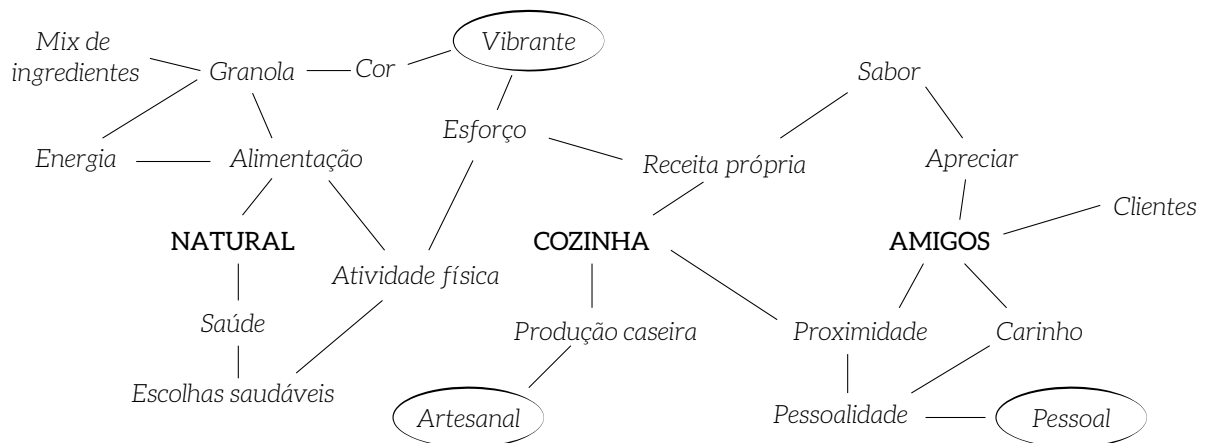 Mix de
ingredientes
Granola
Cor
Vibrante
Sabor
Energia
Alimentação
Esforço
Receita própria
Apreciar
Clientes
NATURAL
COZINHA
AMIGOS
Atividade física
Saúde
Produção caseira
Proximidade
Carinho
Escolhas saudáveis
Artesanal
Pessoalidade
Pessoal